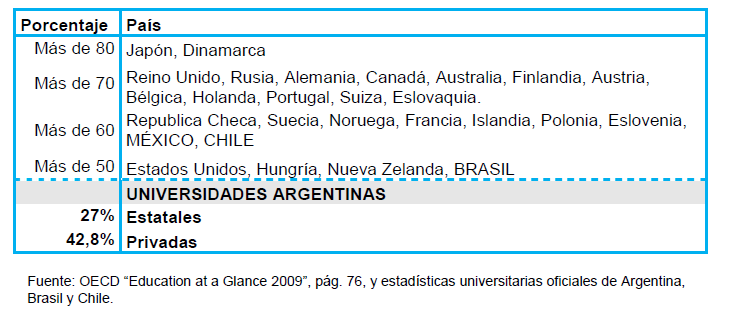 Porcentaje País
Más de 80 Japón, Dinamarca
Más de 70 Reino Unido, Rusia, Alemania, Canadá, Australia, Finlandia, Austria,
Bélgica, Holanda, Portugal, Suiza, Eslovaquia.
Más de 60 Republica Checa, Suecia, Noruega, Francia, Islandia, Polonia, Eslovenia,
MÉXICO, CHILE
Más de 50 Estados Unidos, Hungría, Nueva Zelanda, BRASIL
UNIVERSIDADES ARGENTINAS
27% Estatales
42,8% Privadas
Fuente: OECD “Education at a Glance 2009”, pág. 76, y estadísticas universitarias oficiales de Argentina,
Brasil y Chile.